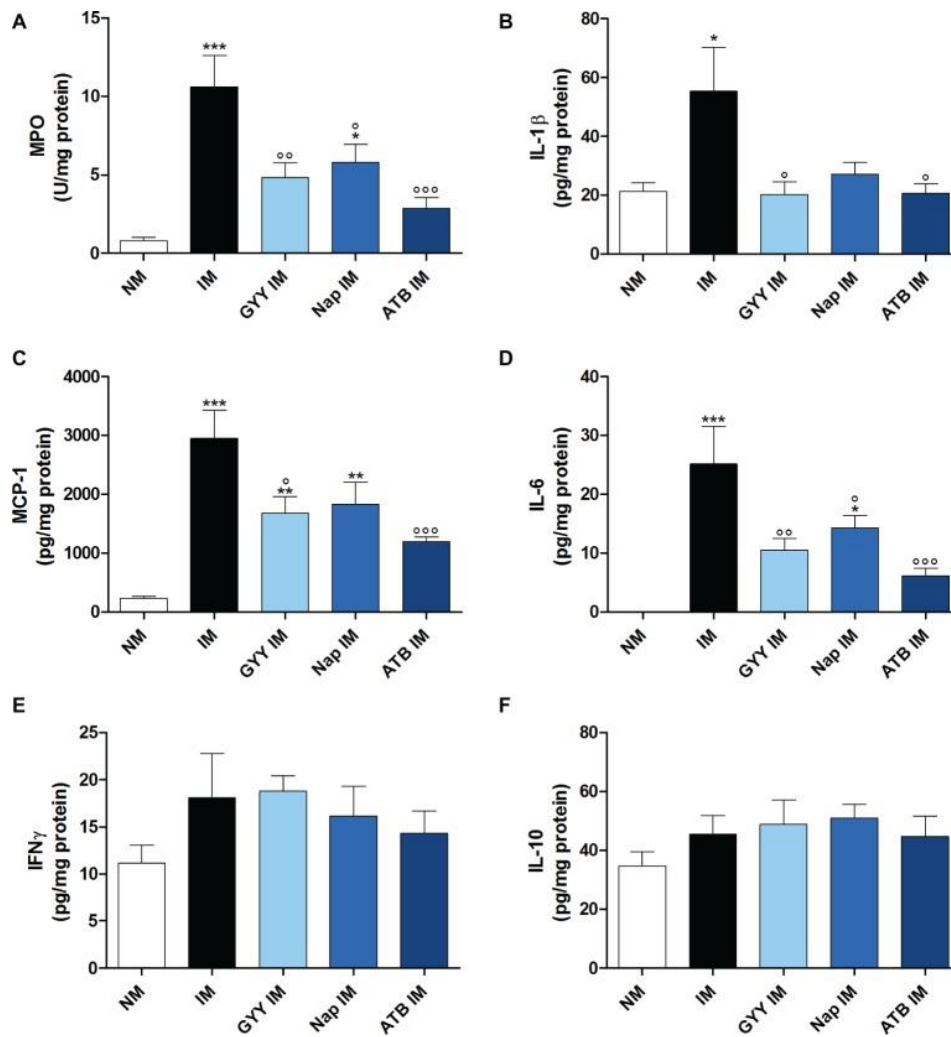 A
MPO
(U/mg protein)
15
10
5
0
***
°°
°
*
°°°
NM
IM
GYY IM
Nap IM
ATB IM
B
IL-1β
(pg/mg protein)
80
60
40
20
0
*
°
°
NM
IM
GYY IM
Nap IM
ATB IM
C
MCP-1
(pg/mg protein)
4000
3000
2000
1000
0
***
°
**
**
°°°
NM
IM
GYY IM
Nap IM
ATB IM
D
IL-6
(pg/mg protein)
40
30
20
10
0
***
°°
°
*
°°°
NM
IM
GYY IM
Nap IM
ATB IM
E
IFNγ
(pg/mg protein)
25
20
15
10
5
0
NM
IM
GYY IM
Nap IM
ATB IM
F
IL-10
(pg/mg protein)
80
60
40
20
0
NM
IM
GYY IM
Nap IM
ATB IM